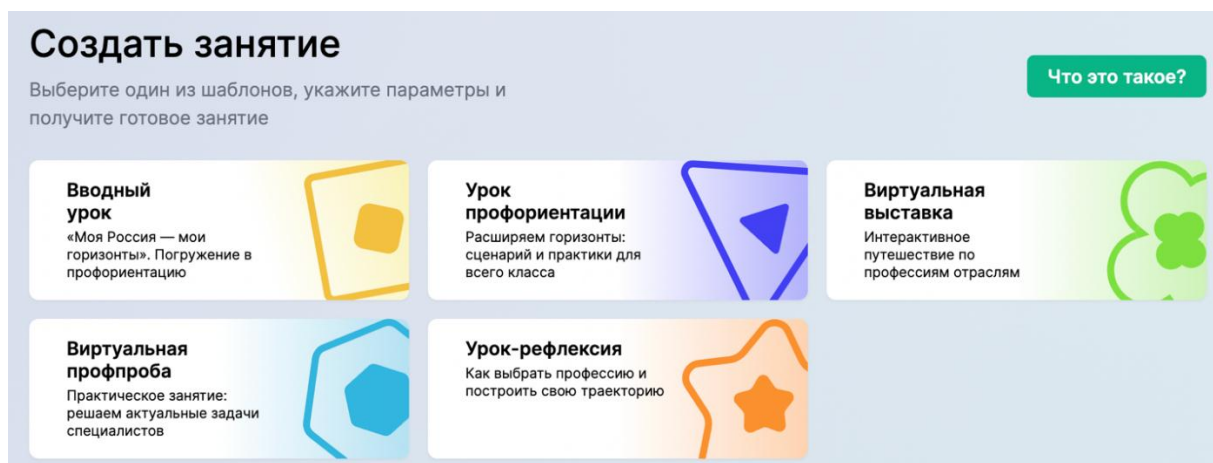 Создать занятие
Выберите один из шаблонов, укажите параметры и
получите готовое занятие
Что это такое?
Вводный
урок
«Моя Россия — мои
горизонты». Погружение в
профориентацию
Урок
профориентации
Расширяем горизонты:
сценарий и практики для
всего класса
Виртуальная
выставка
Интерактивное
путешествие по
профессиям отраслям
Виртуальная
профпроба
Практическое занятие:
решаем актуальные задачи
специалистов
Урок-рефлексия
Как выбрать профессию и
построить свою траекторию